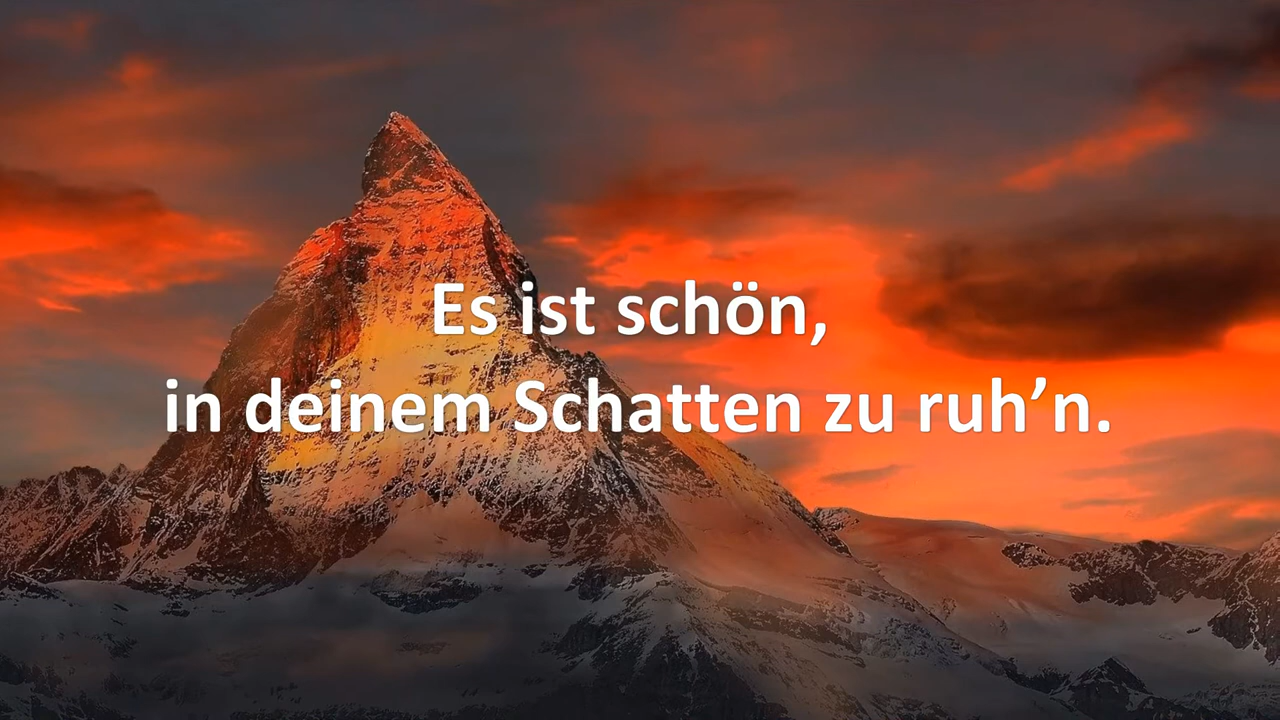 Es ist schön,
in deinem Schatten zu ruh’n.